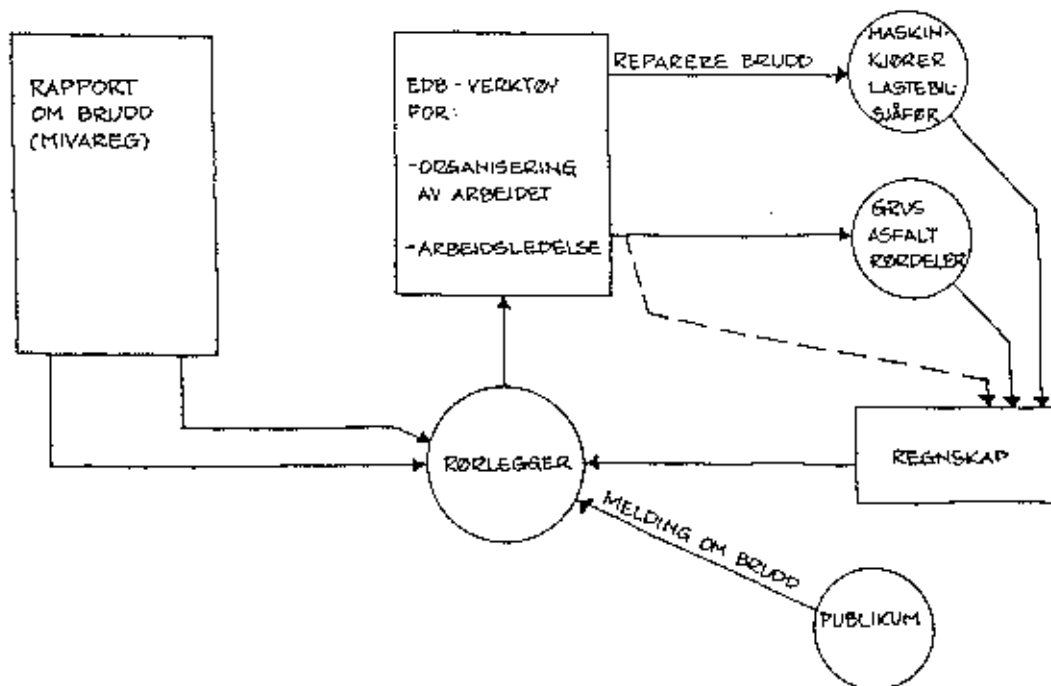 RAPPORT
OM BRUDD
(MIVAREG)
EDB-VERKTØY
FOR:
-ORGANISERING
AV ARBEIDET
-ARBEIDSLEDELSE
REPARERE BRUDD
MASKIN-
KJØRER
LASTEBIL-
SJÅFØR
GRUS
ASFALT
RØRDELER
RØRLEGGER
REGNSKAP
MELDING OM BRUDD
PUBLIKUM